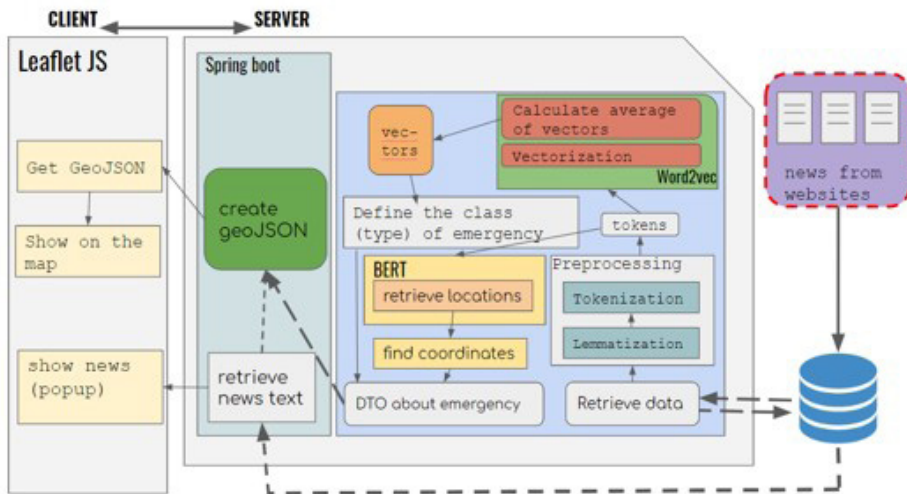 CLIENT
SERVER
Leaflet JS
Get GeoJSON
Show on the
map
show news
(popup)
Spring boot
create
geoJSON
retrieve
news text
vec-
tors
Calculate average
of vectors
Vectorization
Word2vec
Define the class
(type) of emergency
tokens
BERT
retrieve locations
find coordinates
DTO about emergency
Preprocessing
Tokenization
Lemmatization
Retrieve data
news from
websites